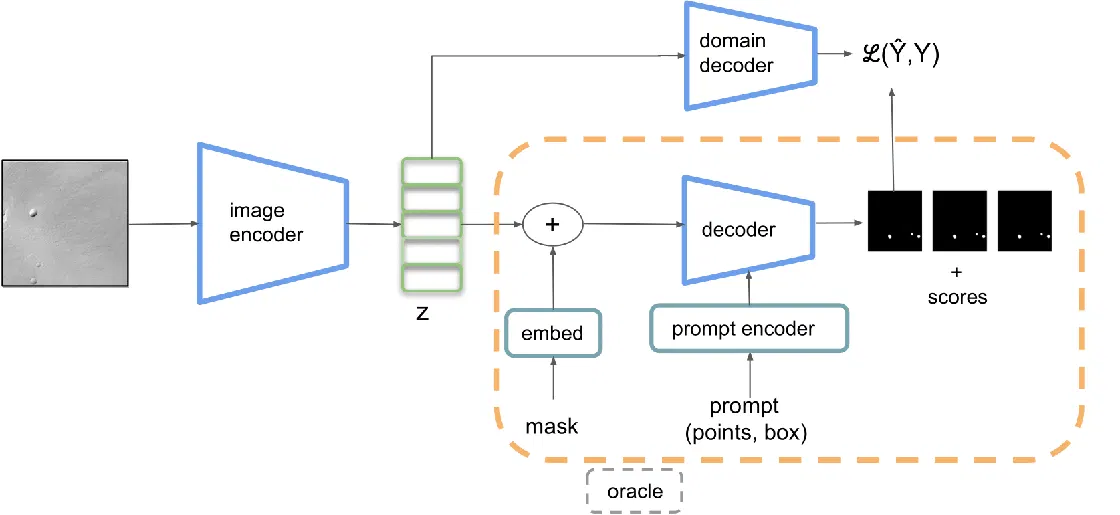 domain
decoder
ℒ(Ŷ,Y)
image
encoder
z
+
decoder
+
scores
embed
prompt encoder
mask
prompt
(points, box)
oracle